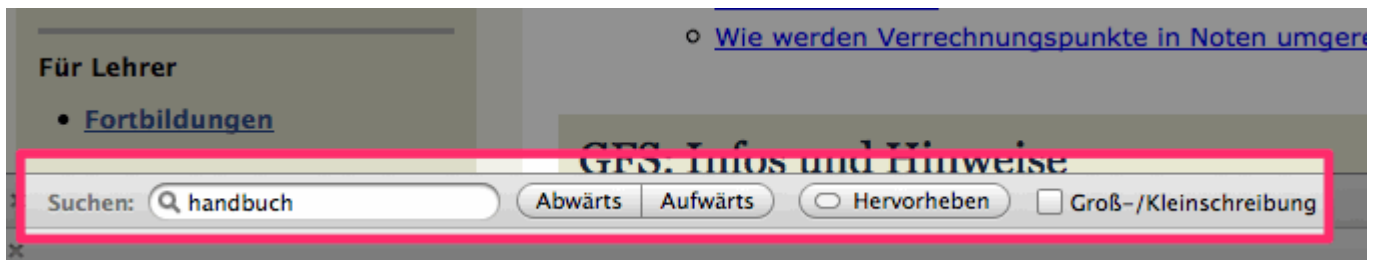 Wie werden Verrechnungspunkte in Noten umger
Für Lehrer
Fortbildungen
GFS: Infos und Hinweise
Suchen: handbuch Abwärts Aufwärts Hervorheben Groß-/Kleinschreibung